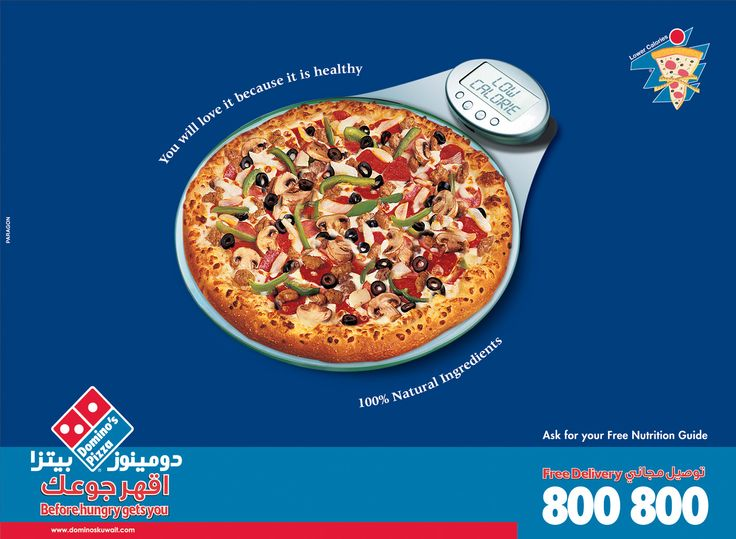 You will love it because it is healthy
LOW
CALORIE
Lower Calories
PARAGON
100% Natural Ingredients
Domino's
Pizza
دومينوز بيتزا
اقهر جوعك
Before hungry gets you
www.dominoskuwait.com
Ask for your Free Nutrition Guide
Free Delivery توصيل مجاني
800 800